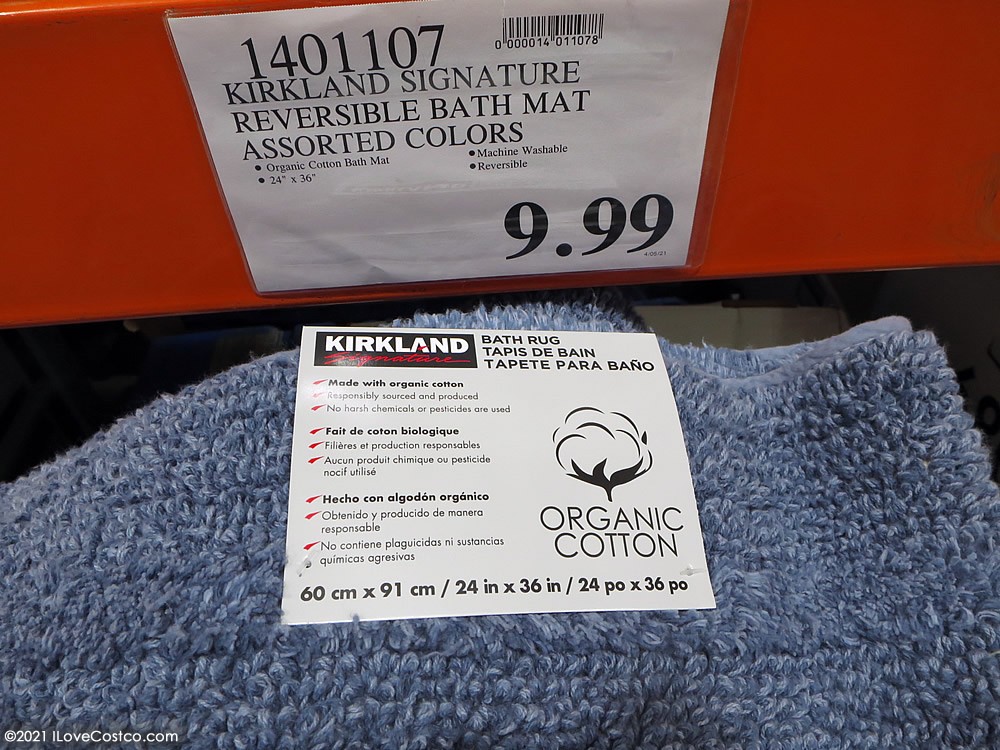 1401107
0 000014 011078
KIRKLAND SIGNATURE
REVERSIBLE BATH MAT
ASSORTED COLORS
• Organic Cotton Bath Mat
• 24" x 36"
• Machine Washable
• Reversible
9.99
4/06/21
KIRKLAND
Signature
BATH RUG
TAPIS DE BAIN
TAPETE PARA BAÑO
Made with organic cotton
Responsibly sourced and produced
No harsh chemicals or pesticides are used
Fait de coton biologique
Filières et production responsables
Aucun produit chimique ou pesticide
nocif utilisé
Hecho con algodón orgánico
Obtenido y producido de manera
responsable
No contiene plaguicidas ni sustancias
químicas agresivas
ORGANIC
COTTON
60 cm x 91 cm / 24 in x 36 in / 24 po x 36 po
©2021 ILoveCostco.com